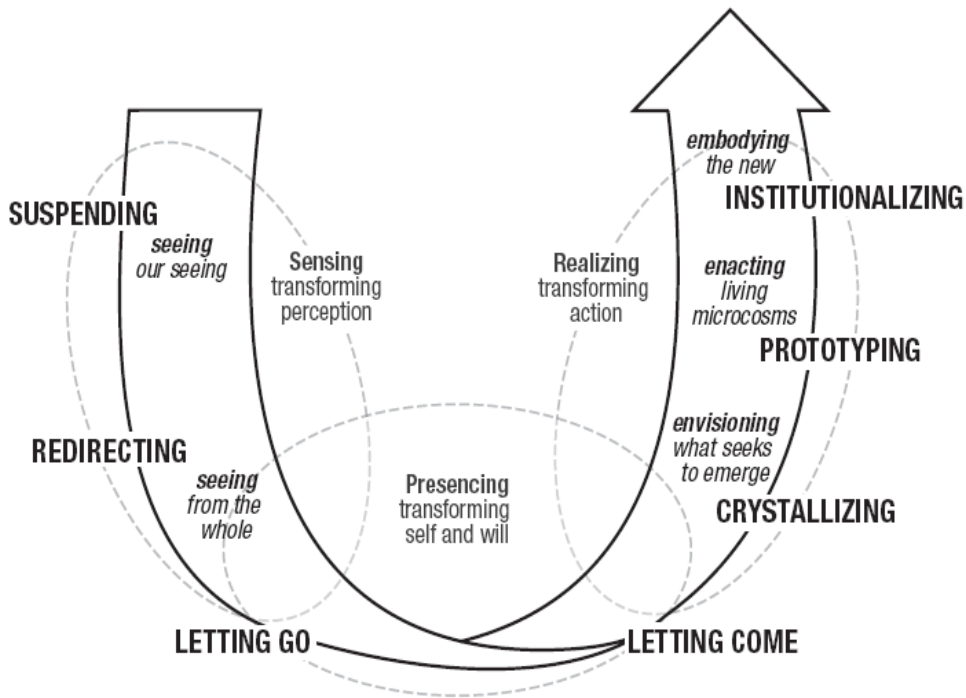 SUSPENDING
seeing
our seeing
Sensing
transforming
perception
REDIRECTING
seeing
from the
whole
LETTING GO
Presencing
transforming
self and will
LETTING COME
CRYSTALLIZING
envisioning
what seeks
to emerge
PROTOTYPING
enacting
living
microcosms
Realizing
transforming
action
INSTITUTIONALIZING
embodying
the new